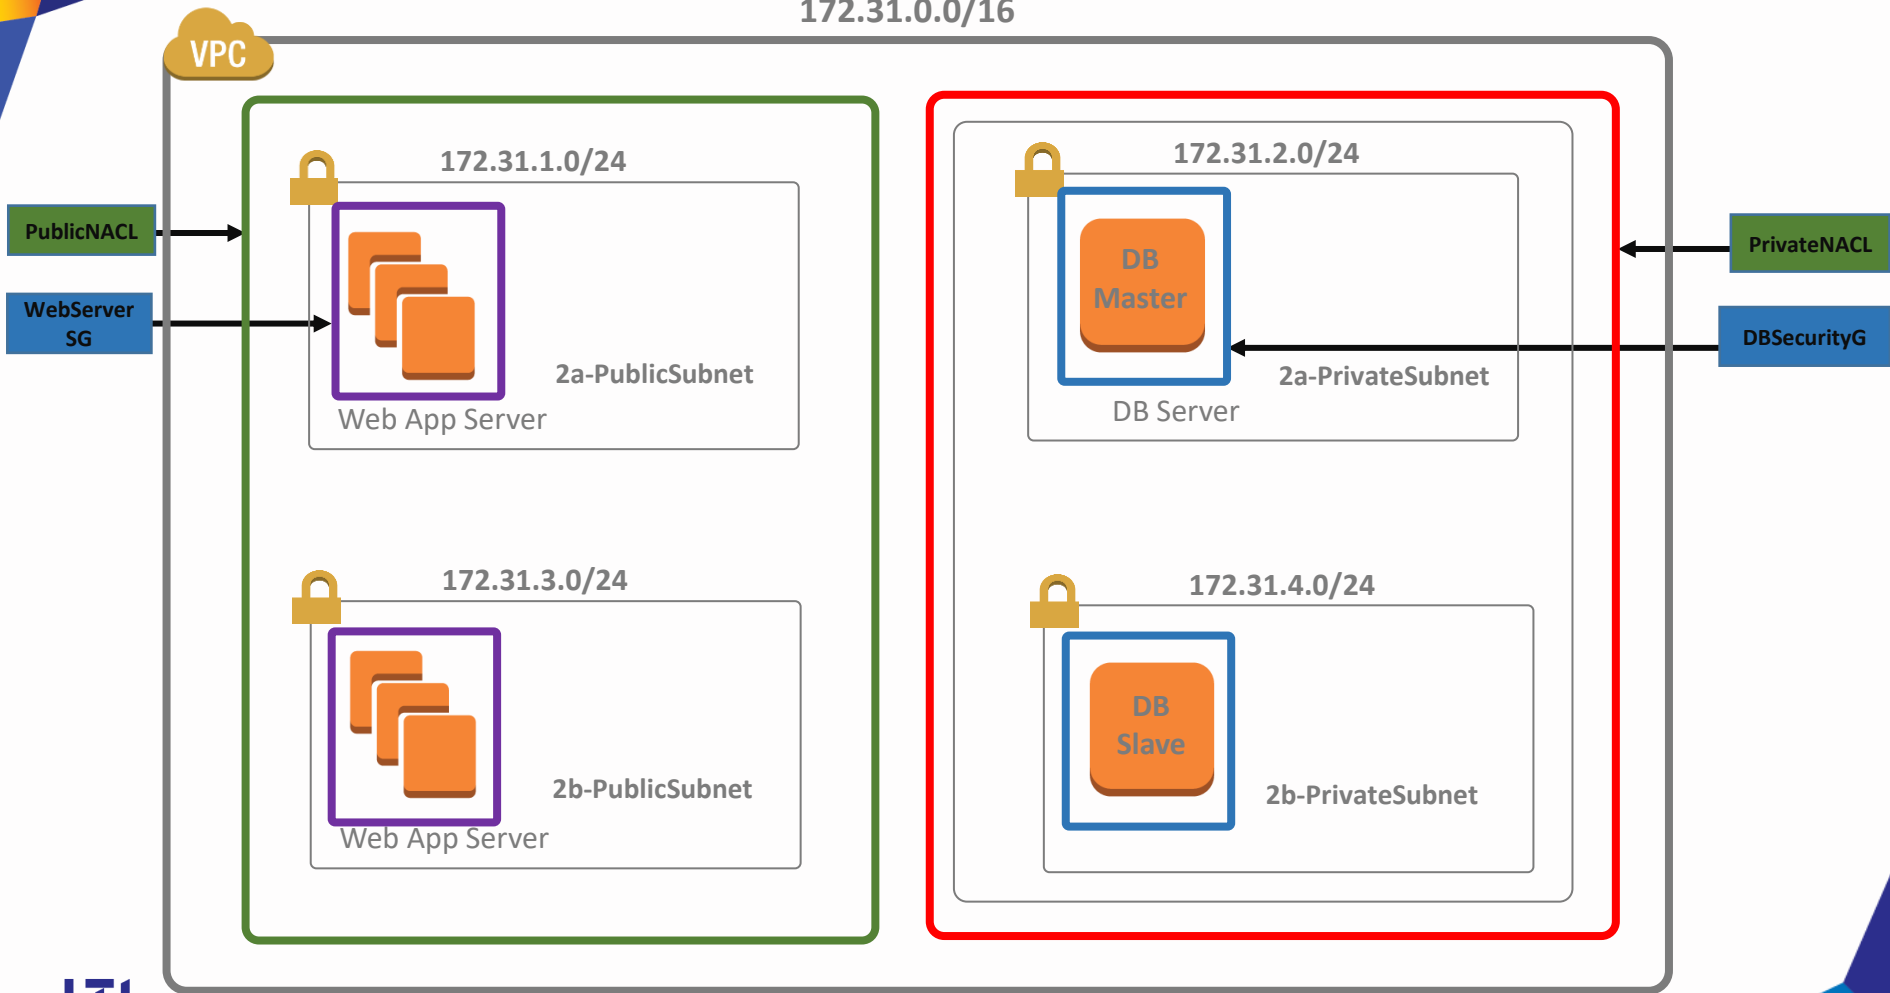 172.31.0.0/16
VPC
172.31.1.0/24
172.31.2.0/24
PublicNACL
PrivateNACL
WebServer
SG
DB
Master
DBSecurityG
2a-PublicSubnet
2a-PrivateSubnet
Web App Server
DB Server
172.31.3.0/24
172.31.4.0/24
DB
Slave
2b-PublicSubnet
2b-PrivateSubnet
Web App Server